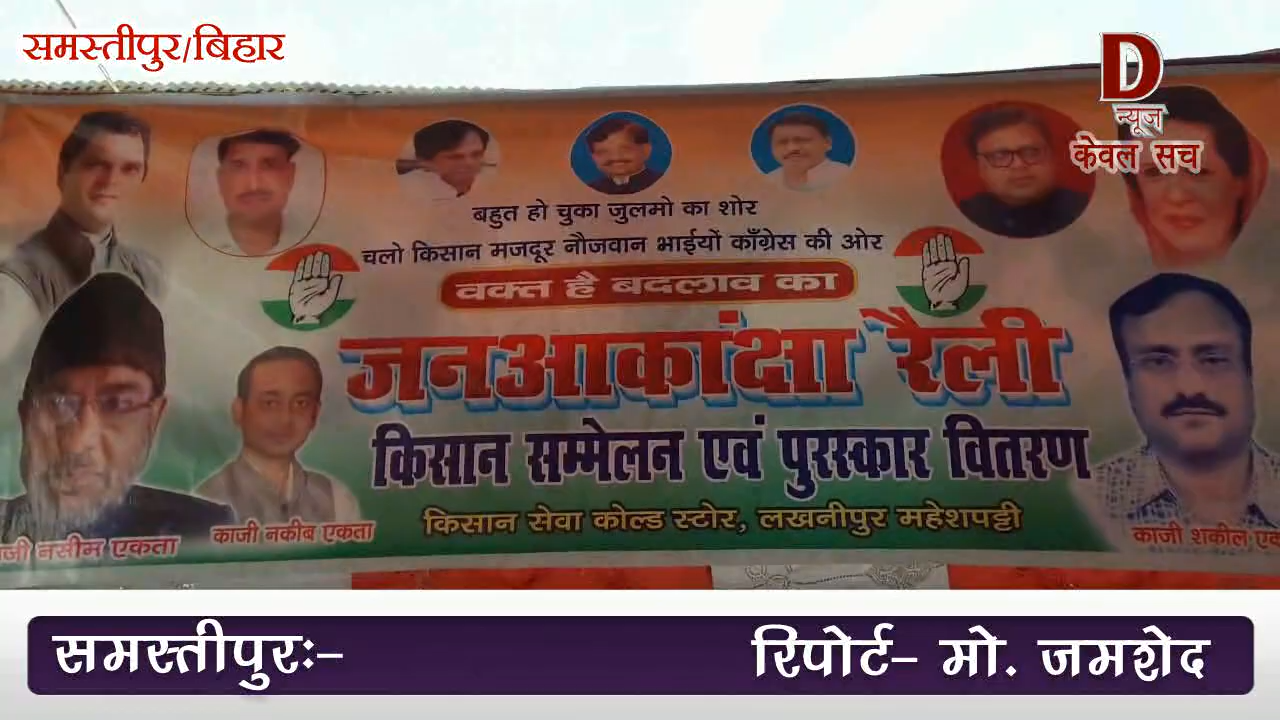 समस्तीपुर/बिहार
D
न्यूज
केवल सच
बहुत हो चुका जुलमो का शोर
चलो किसान मजदूर नौजवान भाईयों काँग्रेस की ओर
वक्त है बदलाव का
जनआकांक्षा रैली
किसान सम्मेलन एवं पुरस्कार वितरण
किसान सेवा कोल्ड स्टोर, लखनीपुर महेशपट्टी
नसीम एकता
काजी नकीब एकता
काजी शकील
समस्तीपुरः-
रिपोर्ट- मो. जमशेद